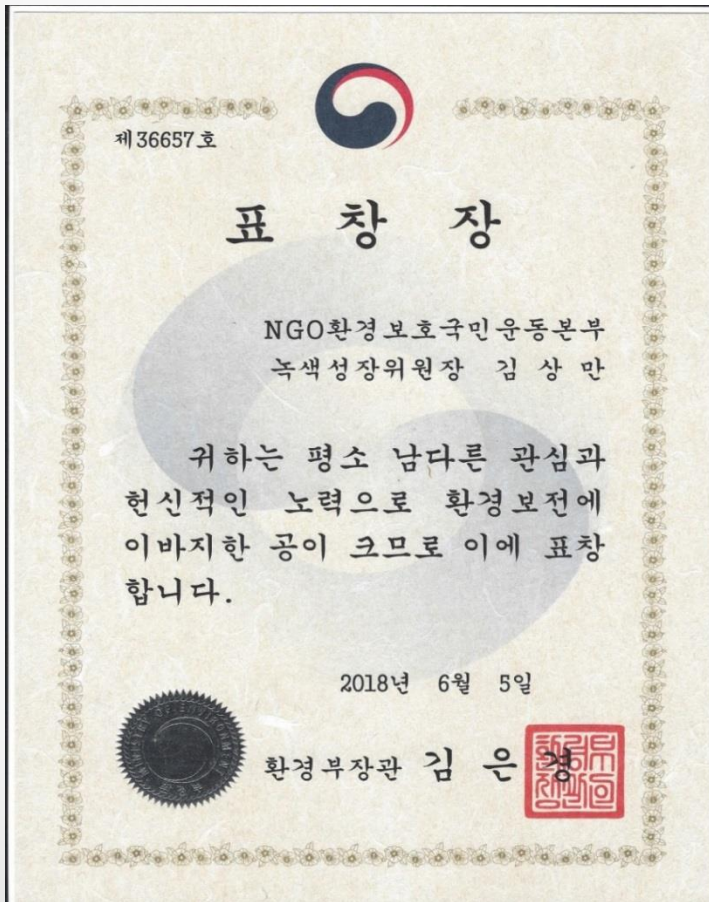 제36657호
표 창 장
NGO환경보호국민운동본부
녹색성장위원장 김 상 만
귀하는 평소 남다른 관심과
헌신적인 노력으로 환경보전에
이바지한 공이 크므로 이에 표창
합니다.
2018년 6월 5일
환경부장관 김 은 경